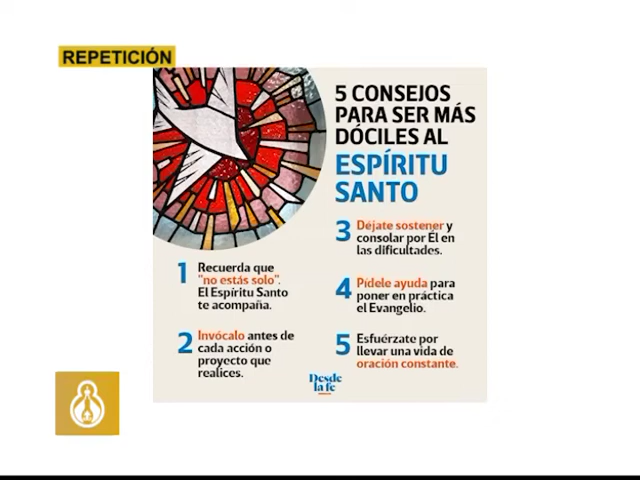 REPETICIÓN
5 CONSEJOS
PARA SER MÁS
DÓCILES AL
ESPÍRITU
SANTO
1 Recuerda que
"no estás solo".
El Espíritu Santo
te acompaña.
2 Invócalo antes de
cada acción o
proyecto que
realices.
3 Déjate sostener y
consolar por Él en
las dificultades.
4 Pídele ayuda para
poner en práctica
el Evangelio.
5 Esfuérzate por
llevar una vida de
oración constante.
Desde
la fe